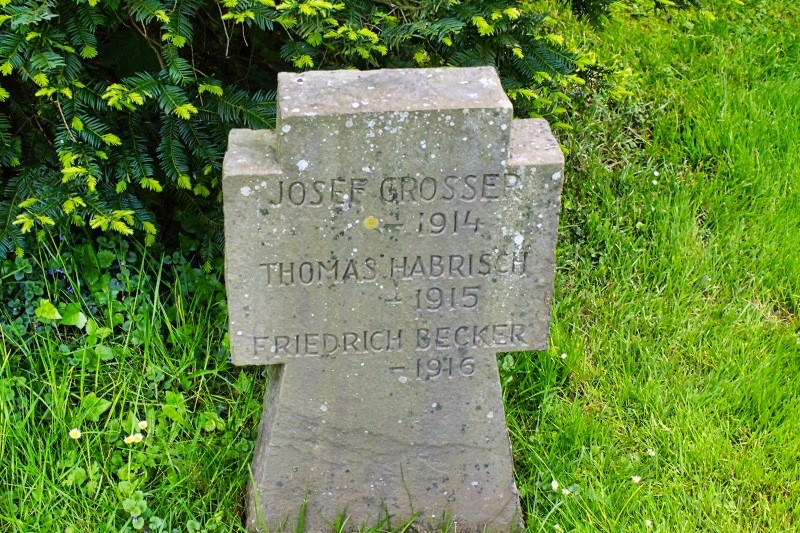 JOSEF GROSSER
- 1914
THOMAS HABRISCH
- 1915
FRIEDRICH BECKER
- 1916